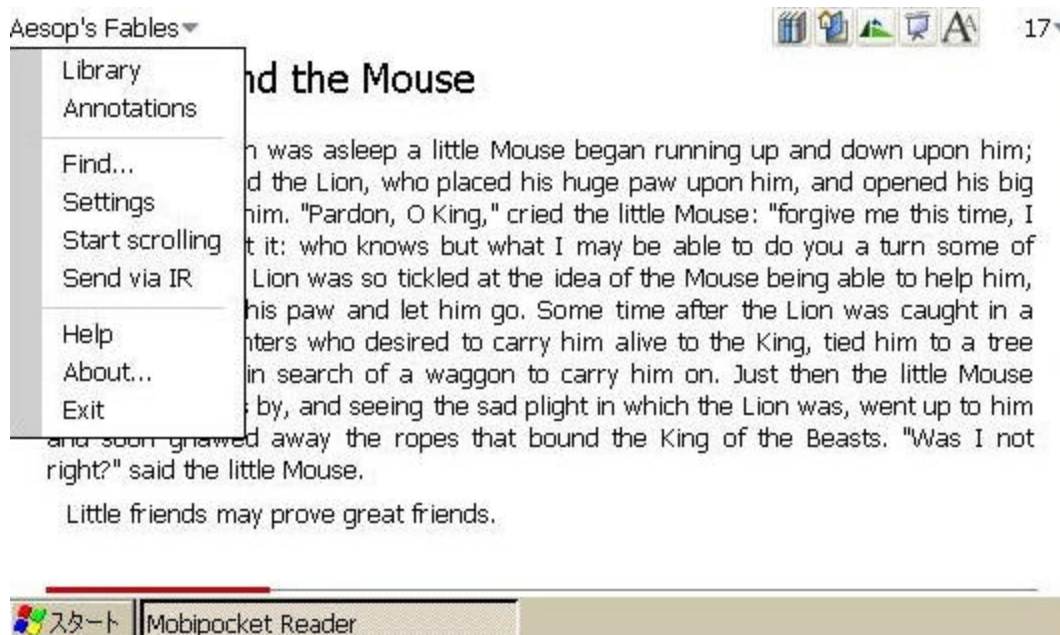 Aesop's Fables
17
Library
Annotations
Find...
Settings
Start scrolling
Send via IR
Help
About...
Exit
nd the Mouse
was asleep a little Mouse began running up and down upon him;
the Lion, who placed his huge paw upon him, and opened his big
him. "Pardon, O King," cried the little Mouse: "forgive me this time, I
it: who knows but what I may be able to do you a turn some of
Lion was so tickled at the idea of the Mouse being able to help him,
his paw and let him go. Some time after the Lion was caught in a
nters who desired to carry him alive to the King, tied him to a tree
in search of a waggon to carry him on. Just then the little Mouse
by, and seeing the sad plight in which the Lion was, went up to him
and soon gnawed away the ropes that bound the King of the Beasts. "Was I not
right?" said the little Mouse.
Little friends may prove great friends.
スタート
Mobipocket Reader